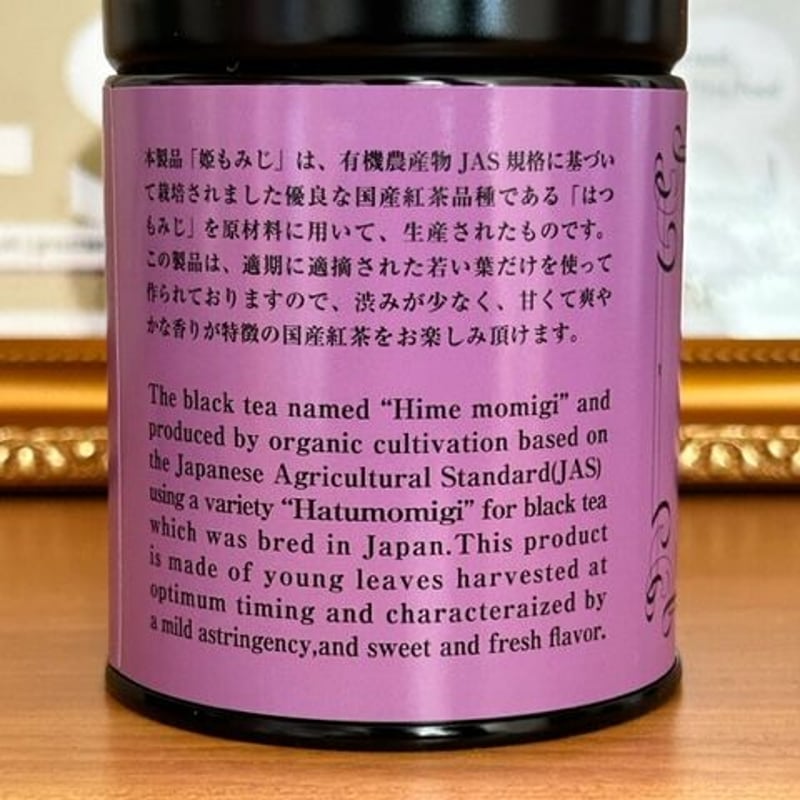 本製品「姫もみじ」は、有機農産物 JAS 規格に基づい
て栽培されました優良な国産紅茶品種である「はつ
もみじ」を原材料に用いて、生産されたものです。
この製品は、適期に適摘された若い葉だけを使って
作られておりますので、渋みが少なく、甘くて爽や
かな香りが特徴の国産紅茶をお楽しみ頂けます。
The black tea named “Hime momigi” and
produced by organic cultivation based on
the Japanese Agricultural Standard(JAS)
using a variety “Hatumomigi” for black tea
which was bred in Japan.This product
is made of young leaves harvested at
optimum timing and characteraized by
a mild astringency,and sweet and fresh flavor.